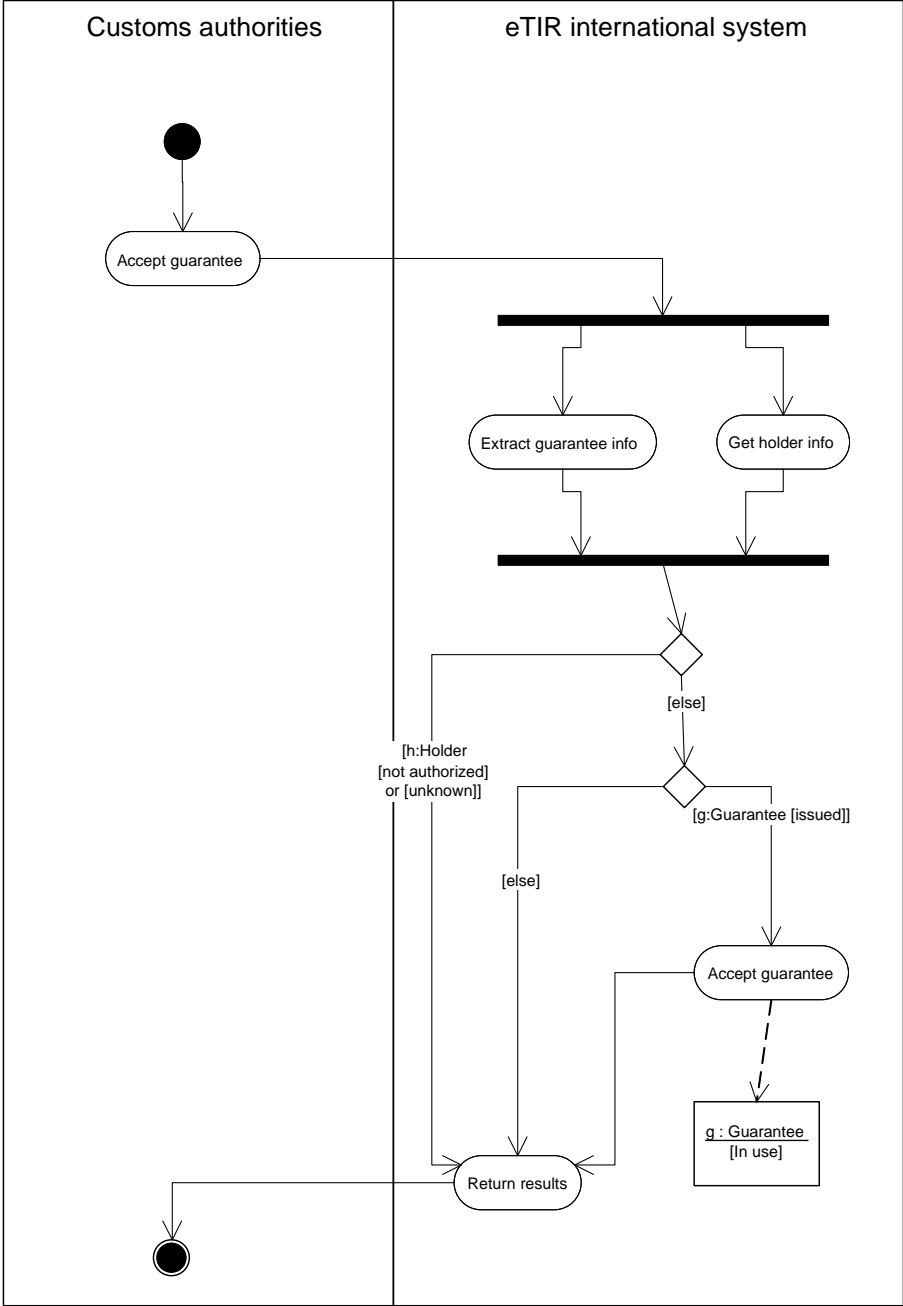 Customs authorities
eTIR international system
Accept guarantee
Extract guarantee info
Get holder info
[else]
[h:Holder
[not authorized]
or [unknown]]
[g:Guarantee [issued]]
[else]
Accept guarantee
g : Guarantee
[In use]
Return results